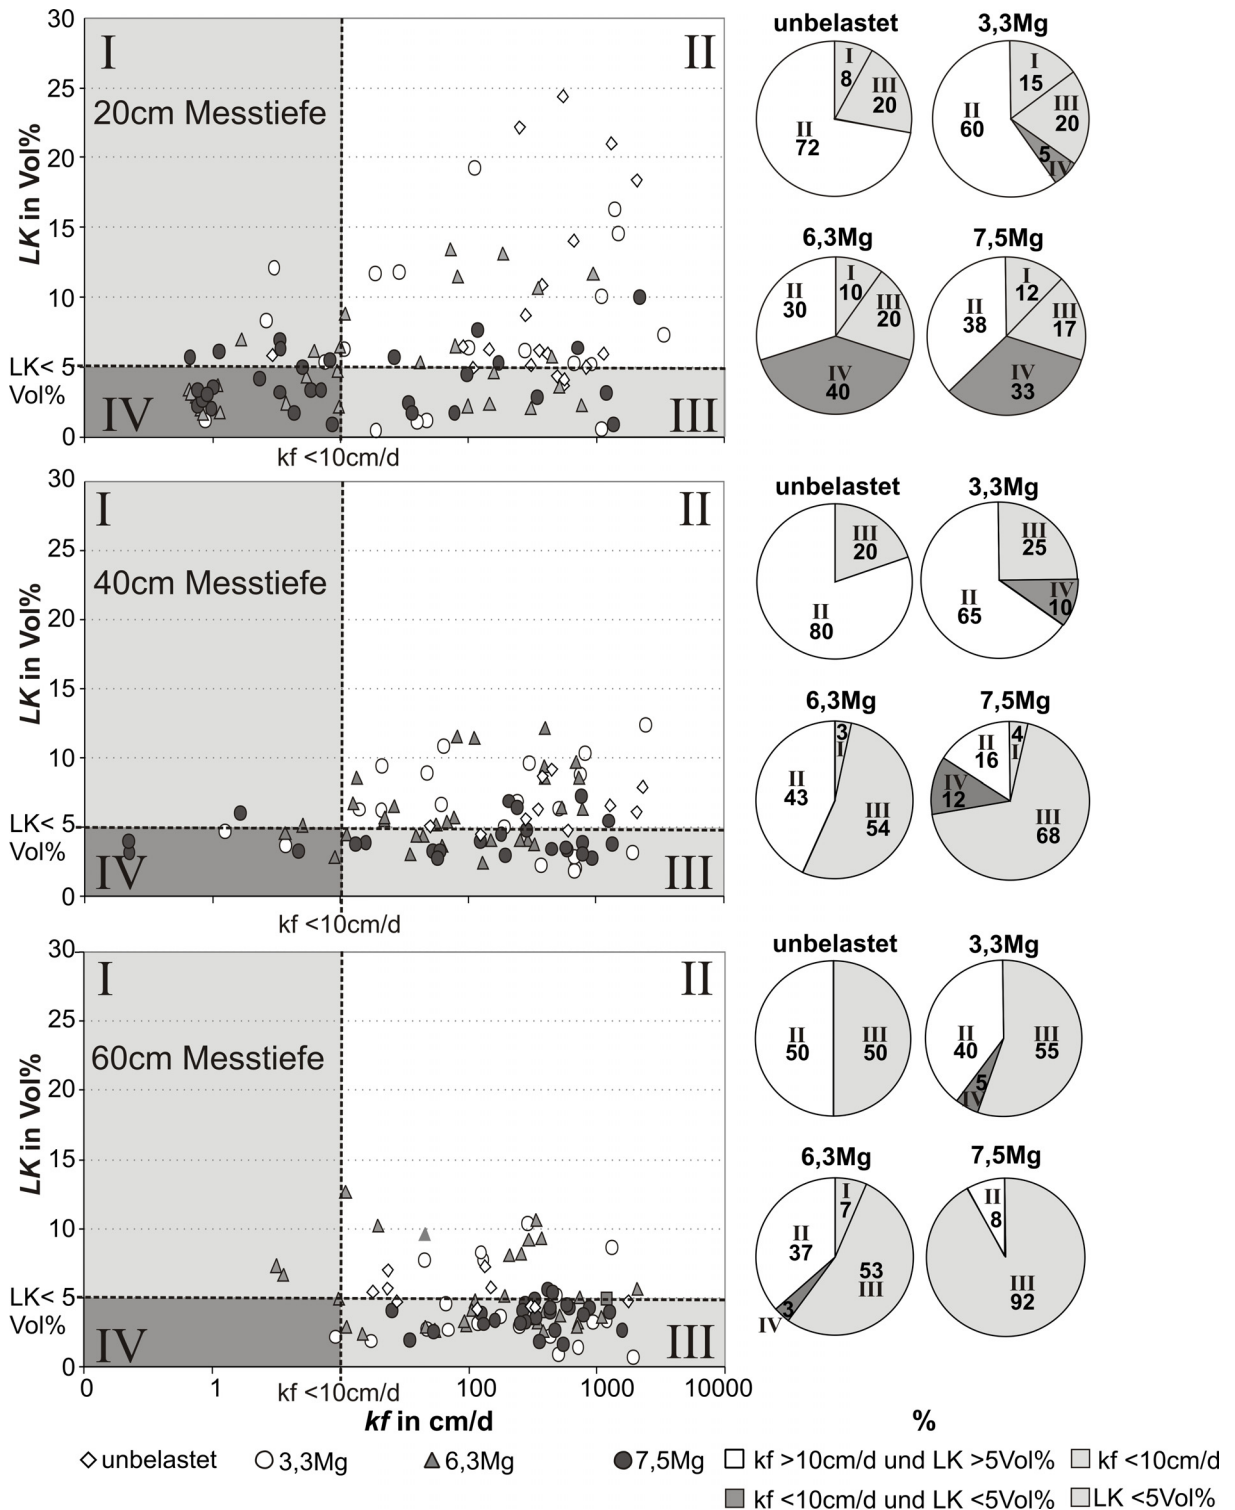 30
25
20
15
10
LK< 5
Vol%
0
LK in Vol%
I
II
20cm Messtiefe
IV
III
kf <10cm/d
unbelastet
I
8
III
20
II
72
3,3Mg
I
15
III
20
II
60
5
IV
6,3Mg
I
10
II
30
III
20
IV
40
7,5Mg
I
12
II
38
III
17
IV
33
30
25
20
15
10
LK< 5
Vol%
0
LK in Vol%
I
II
40cm Messtiefe
IV
III
kf <10cm/d
unbelastet
III
20
II
80
3,3Mg
III
25
IV
10
II
65
6,3Mg
3
I
II
43
III
54
7,5Mg
4
I
II
16
IV
12
III
68
30
25
20
15
10
LK< 5
Vol%
0
LK in Vol%
I
II
60cm Messtiefe
IV
III
0
1
kf <10cm/d
100
1000
10000
kf in cm/d
unbelastet
II
50
III
50
3,3Mg
II
40
III
55
5
IV
6,3Mg
I
7
II
37
53
III
3
IV
7,5Mg
II
8
III
92
%
unbelastet
3,3Mg
6,3Mg
7,5Mg
kf >10cm/d und LK >5Vol%
kf <10cm/d
kf <10cm/d und LK <5Vol%
LK <5Vol%